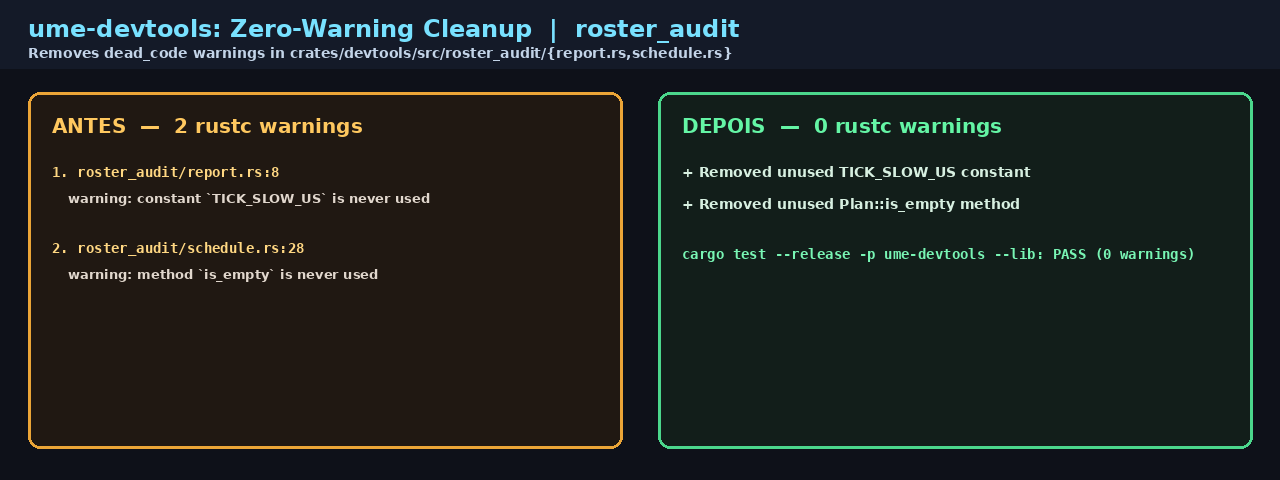 ume-devtools: Zero-Warning Cleanup | roster_audit
Removes dead_code warnings in crates/devtools/src/roster_audit/{report.rs,schedule.rs}
ANTES — 2 rustc warnings
1. roster_audit/report.rs:8
warning: constant `TICK_SLOW_US` is never used
2. roster_audit/schedule.rs:28
warning: method `is_empty` is never used
DEPOIS — 0 rustc warnings
+ Removed unused TICK_SLOW_US constant
+ Removed unused Plan::is_empty method
cargo test --release -p ume-devtools --lib: PASS (0 warnings)